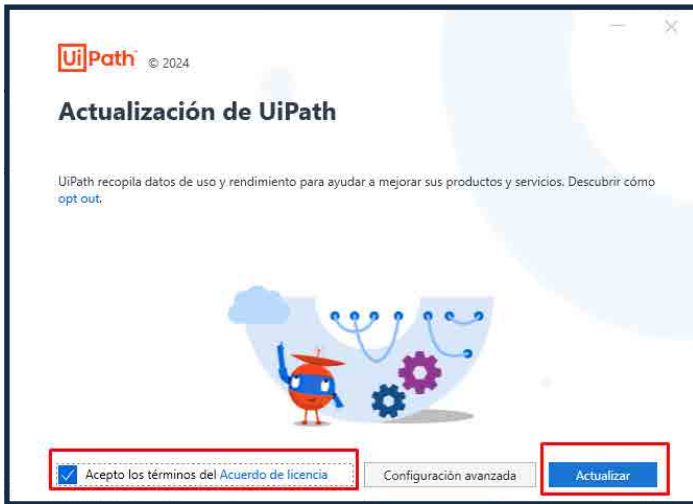 UiPath © 2024
Actualización de UiPath
UiPath recopila datos de uso y rendimiento para ayudar a mejorar sus productos y servicios. Descubrir cómo
opt out.
Acepto los términos del Acuerdo de licencia Configuración avanzada Actualizar